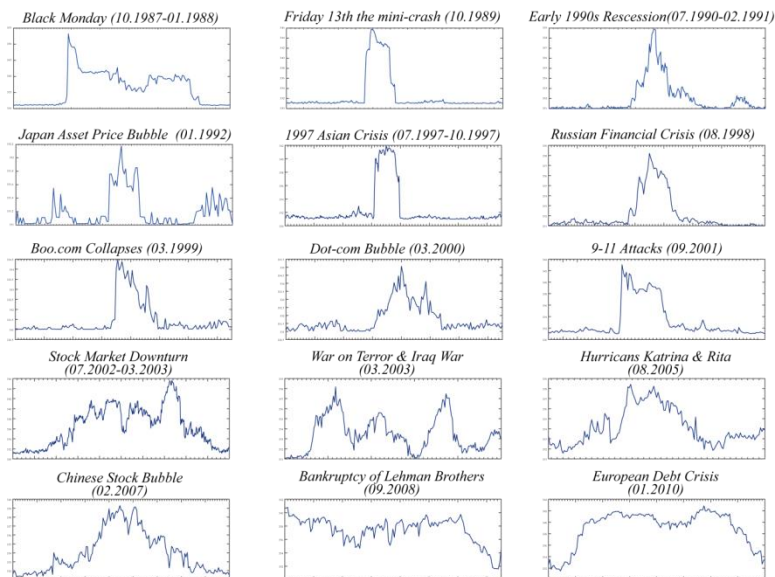 Black Monday (10.1987-01.1988)
Friday 13th the mini-crash (10.1989)
Early 1990s Rescession(07.1990-02.1991)
Japan Asset Price Bubble (01.1992)
1997 Asian Crisis (07.1997-10.1997)
Russian Financial Crisis (08.1998)
Boo.com Collapses (03.1999)
Dot-com Bubble (03.2000)
9-11 Attacks (09.2001)
Stock Market Downturn
(07.2002-03.2003)
War on Terror & Iraq War
(03.2003)
Hurricans Katrina & Rita
(08.2005)
Chinese Stock Bubble
(02.2007)
Bankruptcy of Lehman Brothers
(09.2008)
European Debt Crisis
(01.2010)